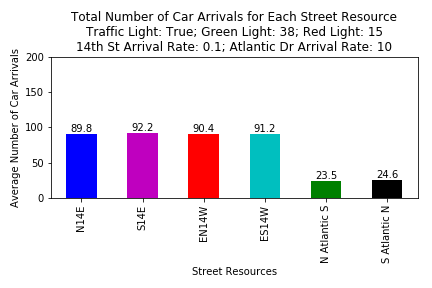 Total Number of Car Arrivals for Each Street Resource
Traffic Light: True; Green Light: 38; Red Light: 15
14th St Arrival Rate: 0.1; Atlantic Dr Arrival Rate: 10
Average Number of Car Arrivals
200
150
100
50
0
89.8
92.2
90.4
91.2
23.5
24.6
N14E
S14E
EN14W
ES14W
N Atlantic S
S Atlantic N
Street Resources